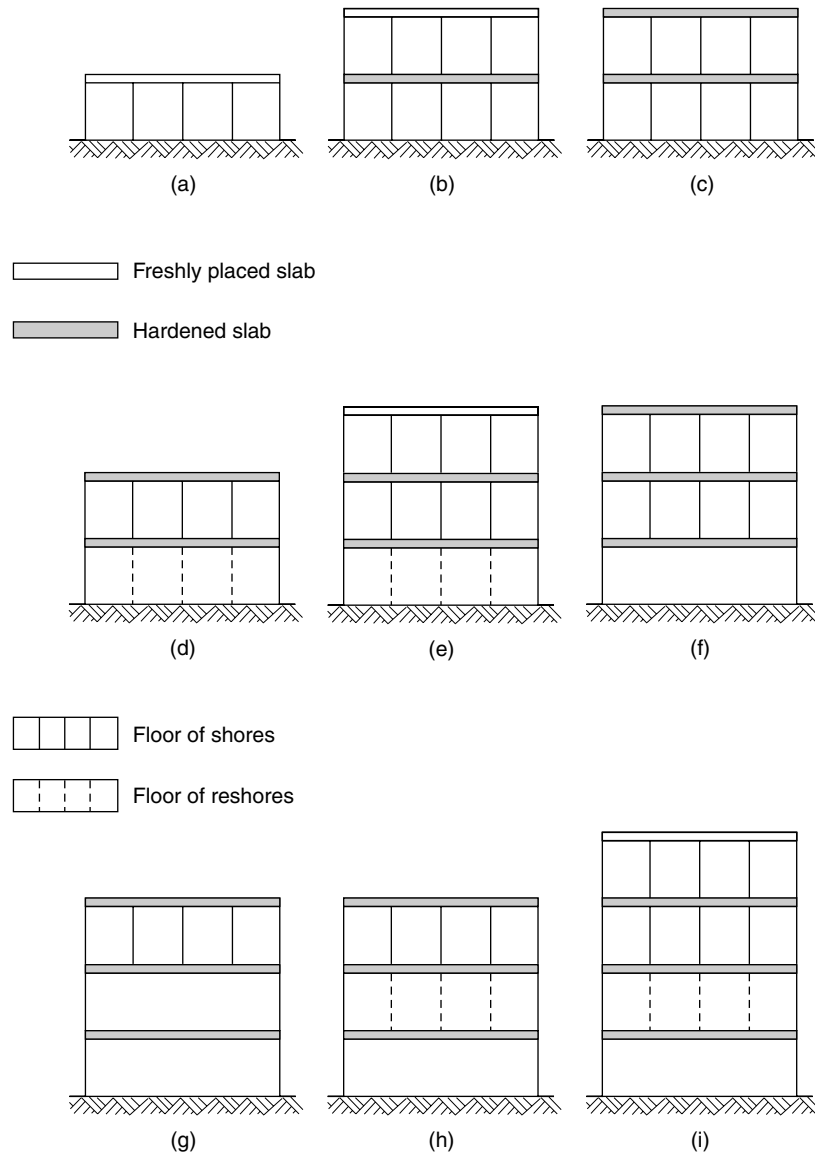 (a) (b) (c)
Freshly placed slab
Hardened slab
(d) (e) (f)
Floor of shores
Floor of reshores
(g) (h) (i)